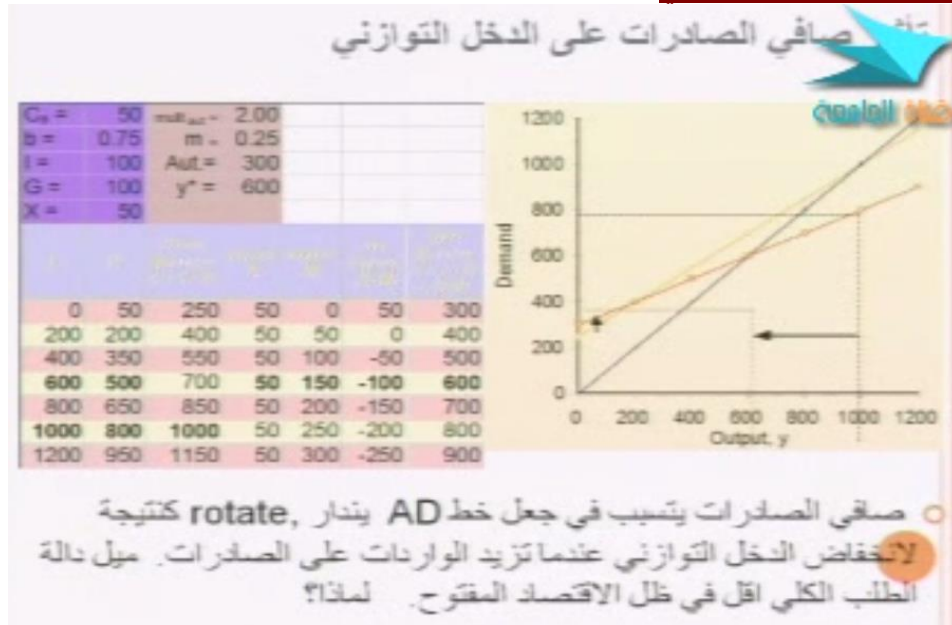 صافي الصادرات على الدخل التوازني
C = 50 2.00
b = 0.75 m = 0.25
I = 100 Aut.= 300
G = 100 y* = 600
X = 50
0 50 250 50 0 50 300
200 200 400 50 50 0 400
400 350 550 50 100 -50 500
600 500 700 50 150 -100 600
800 650 850 50 200 -150 700
1000 800 1000 50 250 -200 800
1200 950 1150 50 300 -250 900
Demand
1200
1000
800
600
400
200
0
0 200 400 600 800 1000 1200
Output, y
صافي الصادرات يتسبب في جعل خط AD يندار ,rotate كنتيجة
لانخفاض الدخل التوازني عندما تزيد الواردات على الصادرات. ميل دالة
الطلب الكلي اقل في ظل الاقتصاد المفتوح. لماذا؟